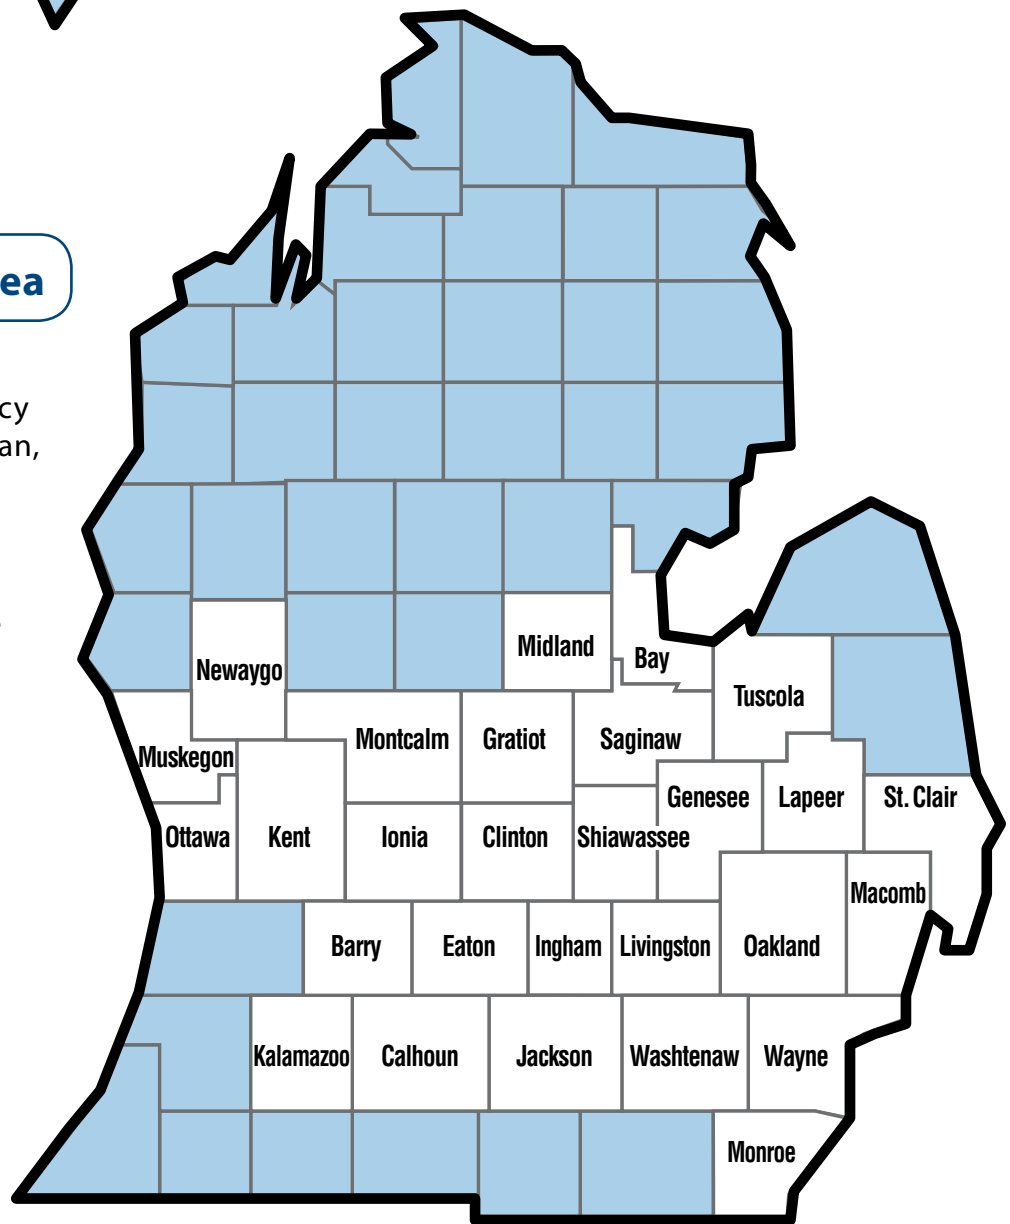 ea
cy
an,
Midland
Bay
Newaygo
Tuscola
Montcalm
Gratiot
Saginaw
Muskegon
Genesee
Lapeer
St. Clair
Ottawa
Kent
Ionia
Clinton
Shiawassee
Macomb
Barry
Eaton
Ingham
Livingston
Oakland
Kalamazoo
Calhoun
Jackson
Washtenaw
Wayne
Monroe